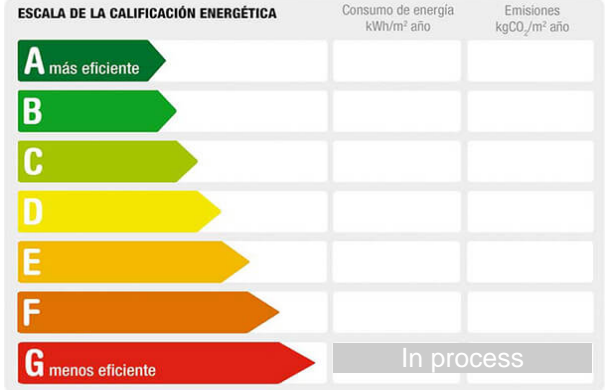 ESCALA DE LA CALIFICACIÓN ENERGÉTICA
Consumo de energía
kWh/m² año
Emisiones
kgCO₂/m² año
A más eficiente
B
C
D
E
F
G menos eficiente
In process